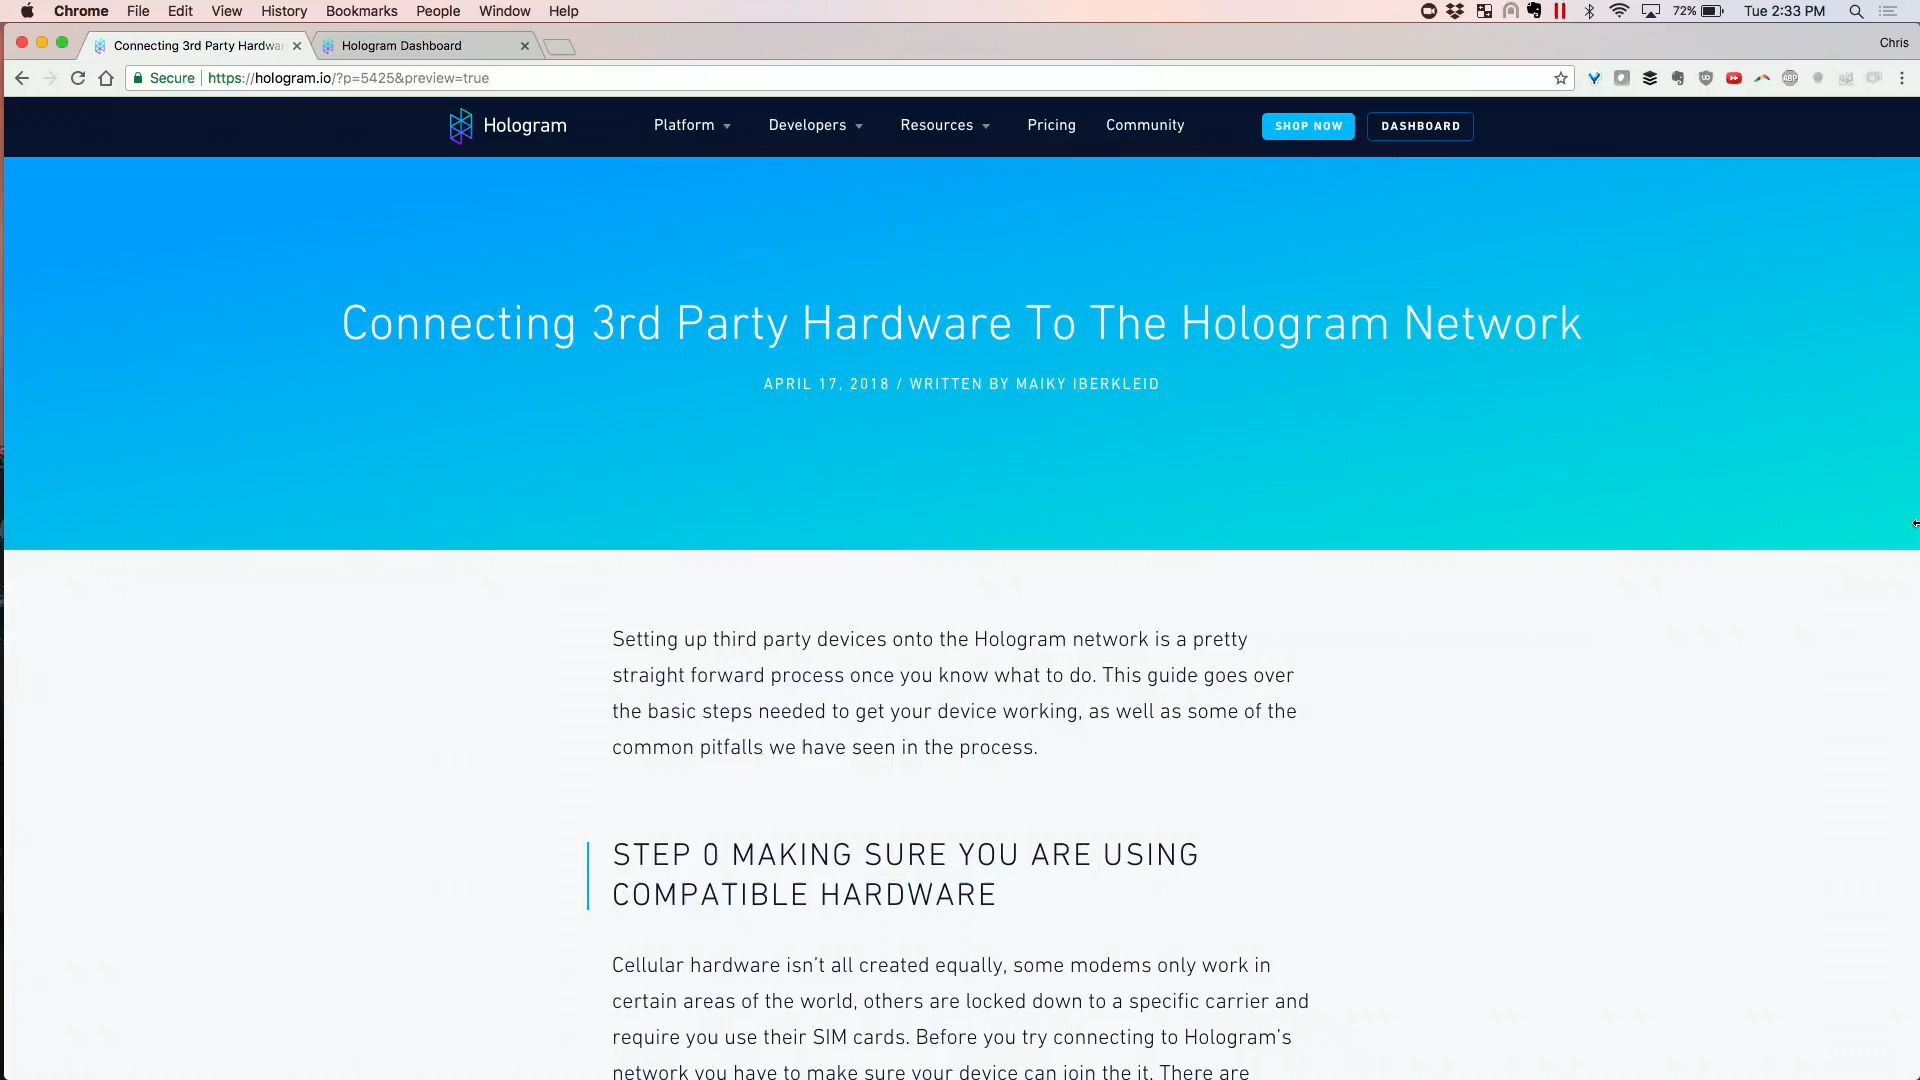 Chrome File Edit View History Bookmarks People Window Help 72% Tue 2:33 PM
Connecting 3rd Party Hardwa Hologram Dashboard Chris
Secure https://hologram.io/?p=5425&preview=true
Hologram Platform Developers Resources Pricing Community SHOP NOW DASHBOARD
Connecting 3rd Party Hardware To The Hologram Network
APRIL 17, 2018 / WRITTEN BY MAIKY IBERKLEID
Setting up third party devices onto the Hologram network is a pretty
straight forward process once you know what to do. This guide goes over
the basic steps needed to get your device working, as well as some of the
common pitfalls we have seen in the process.
STEP 0 MAKING SURE YOU ARE USING
COMPATIBLE HARDWARE
Cellular hardware isn’t all created equally, some modems only work in
certain areas of the world, others are locked down to a specific carrier and
require you use their SIM cards. Before you try connecting to Hologram’s
network you have to make sure your device can join the it. There are